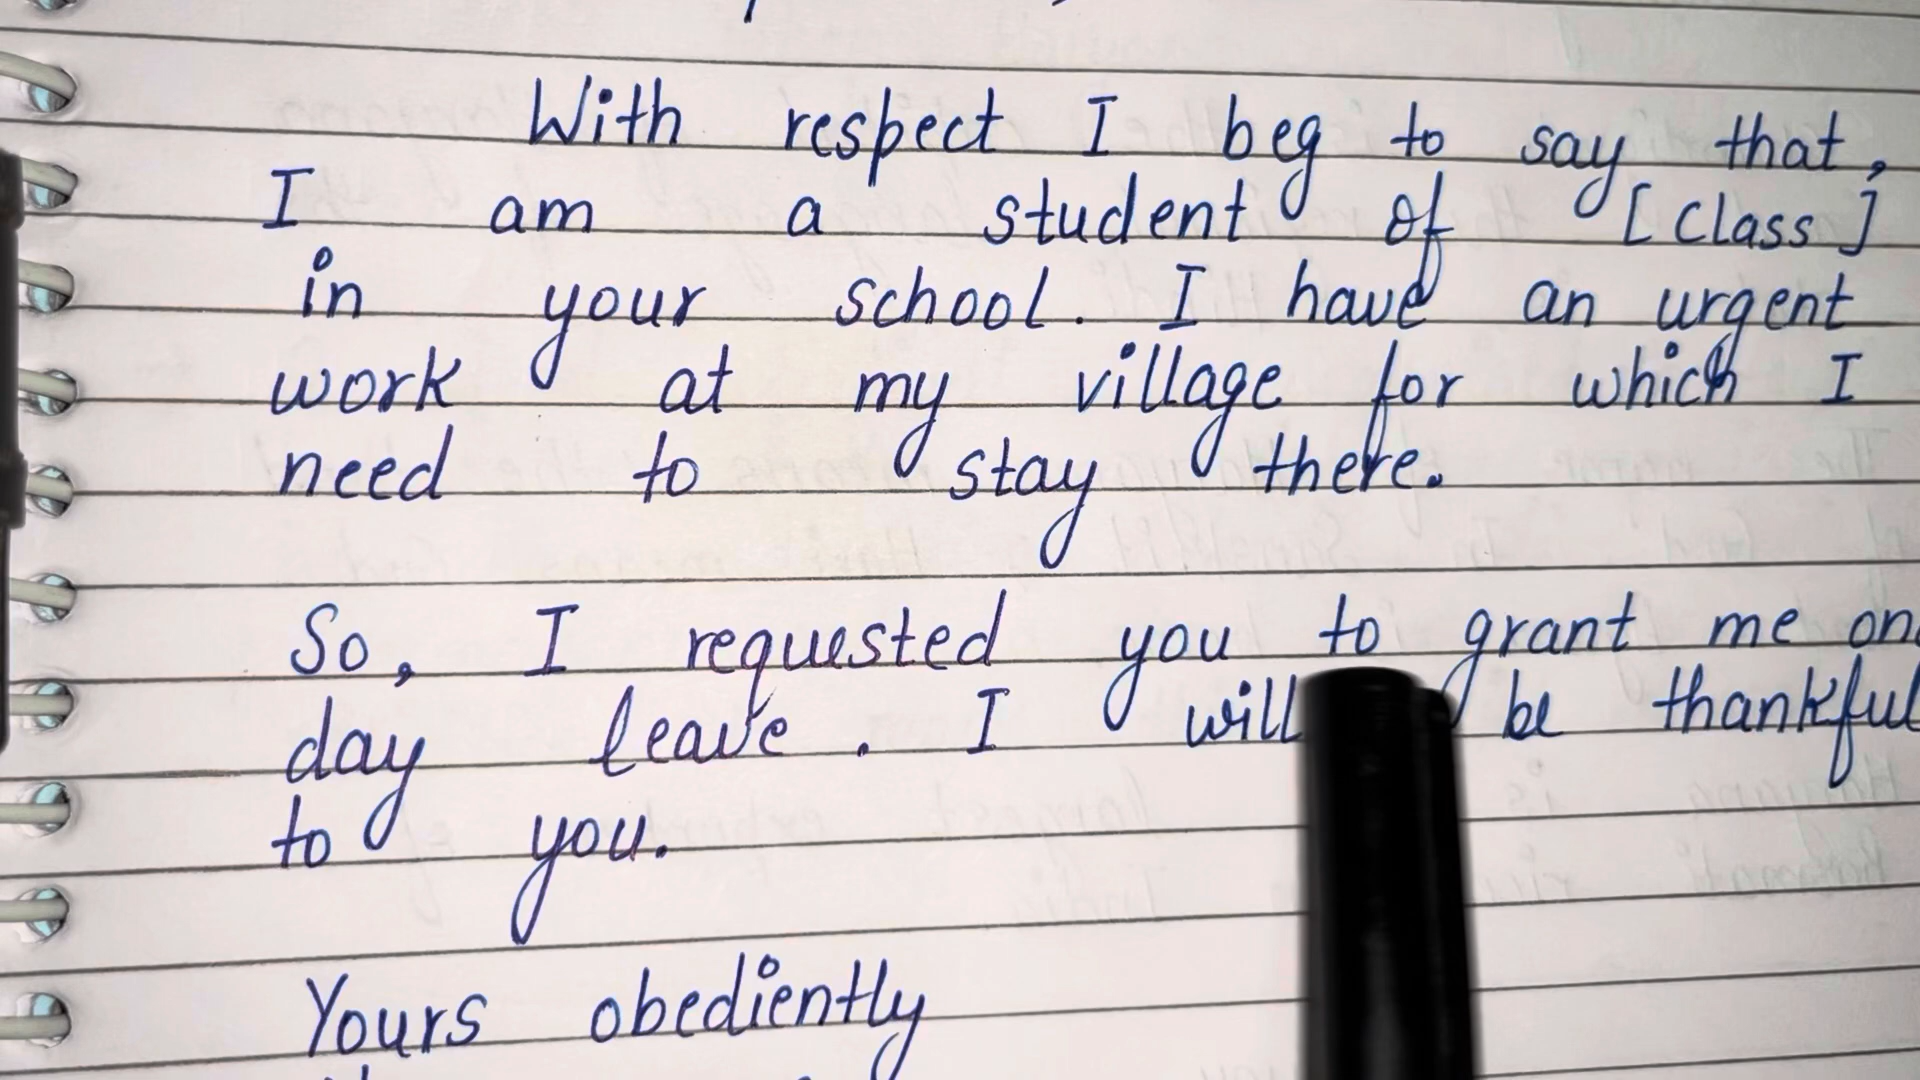 With respect I beg to say that,
I am a student of [Class]
in your school. I have an urgent
work at my village for which I
need to stay there.
So, I requested you to grant me
day leave. I will be thankful
to you.
Yours obediently